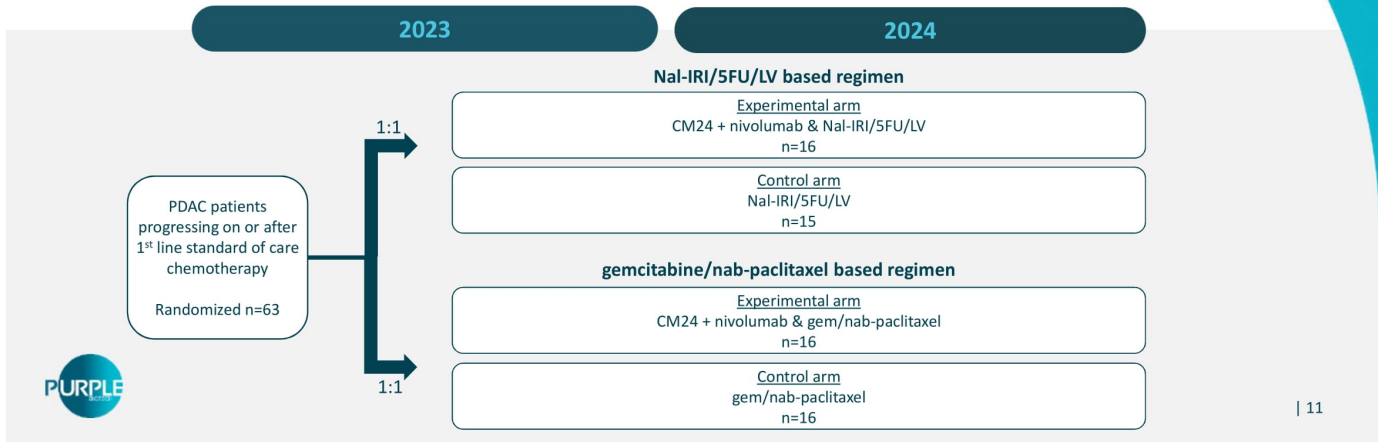 2023
2024
Nal-IRI/5FU/LV based regimen
Experimental arm
CM24 + nivolumab & Nal-IRI/5FU/LV
n=16
1:1
Control arm
Nal-IRI/5FU/LV
n=15
PDAC patients
progressing on or after
1st line standard of care
chemotherapy
Randomized n=63
gemcitabine/nab-paclitaxel based regimen
Experimental arm
CM24 + nivolumab & gem/nab-paclitaxel
n=16
1:1
Control arm
gem/nab-paclitaxel
n=16
PURPLE
| 11